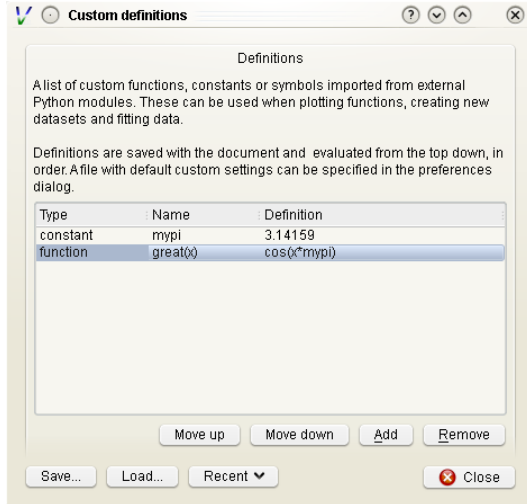 Custom definitions
Definitions
A list of custom functions, constants or symbols imported from external
Python modules. These can be used when plotting functions, creating new
datasets and fitting data.
Definitions are saved with the document and evaluated from the top down, in
order. A file with default custom settings can be specified in the preferences
dialog.
Type Name Definition
constant mypi 3.14159
function great(x) cos(x*mypi)
Move up Move down Add Remove
Save... Load... Recent Close